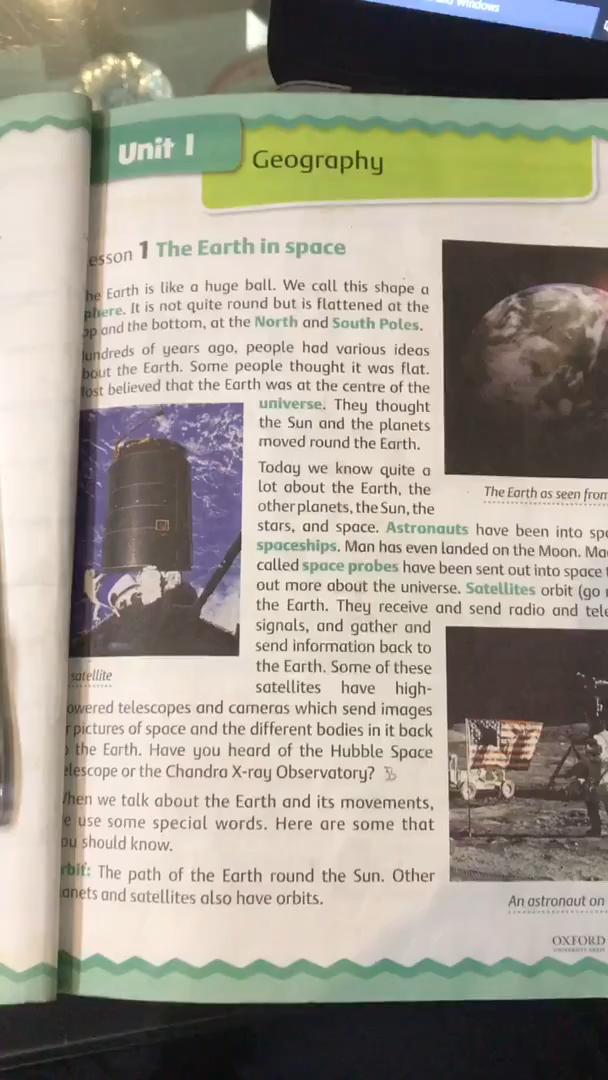 Windows
Unit 1
Geography
esson 1 The Earth in space
he Earth is like a huge ball. We call this shape a
phere. It is not quite round but is flattened at the
op and the bottom, at the North and South Poles.
undreds of years ago, people had various ideas
bout the Earth. Some people thought it was flat.
ost believed that the Earth was at the centre of the
universe. They thought
the Sun and the planets
moved round the Earth.
Today we know quite a
lot about the Earth, the
other planets, the Sun, the
stars, and space. Astronauts have been into sp
spaceships. Man has even landed on the Moon. Ma
called space probes have been sent out into space
out more about the universe. Satellites orbit (go
the Earth. They receive and send radio and tele
signals, and gather and
send information back to
the Earth. Some of these
satellites have high-
owered telescopes and cameras which send images
r pictures of space and the different bodies in it back
the Earth. Have you heard of the Hubble Space
elescope or the Chandra X-ray Observatory?
hen we talk about the Earth and its movements,
e use some special words. Here are some that
ou should know.
rbit: The path of the Earth round the Sun. Other
lanets and satellites also have orbits.
satellite
The Earth as seen from
An astronaut on
OXFORD
UNIVERSITY PRESS